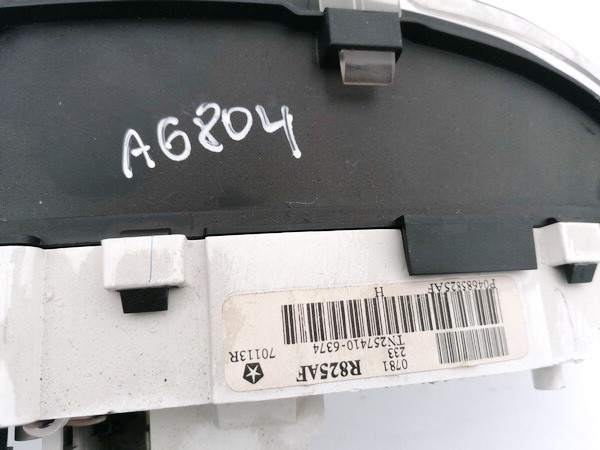 A6804
0781
233
R825AF
TN257410-6374
70113R
H
P04685825AF